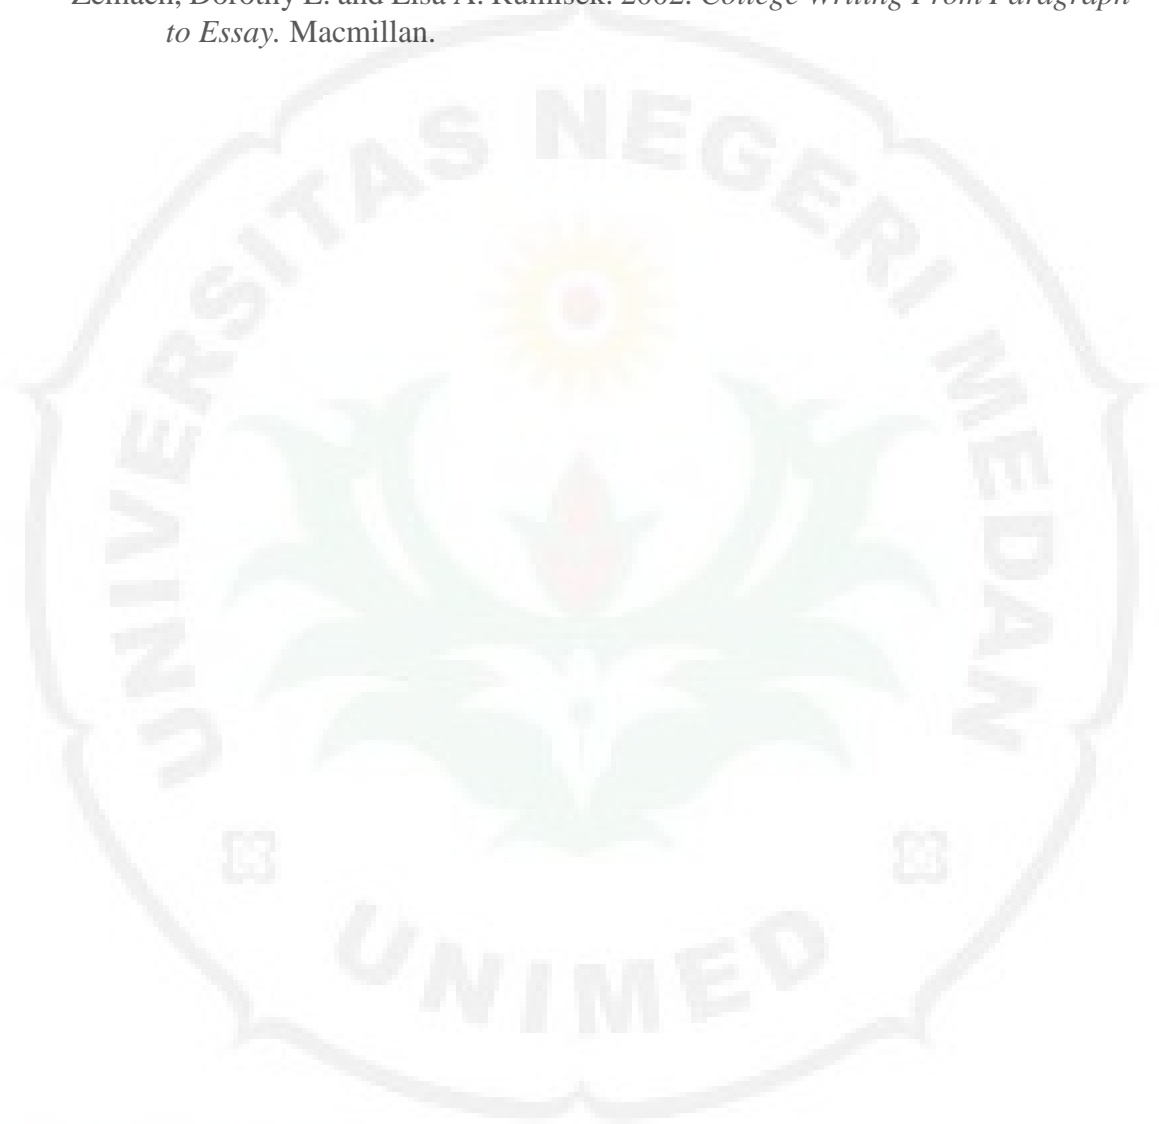 Zemach, Dorothy E. and Lisa A. Rumisek. 2002. College Writing From Paragraph
to Essay. Macmillan.
UNIVERSITAS NEGERI MEDAN
UNIMED